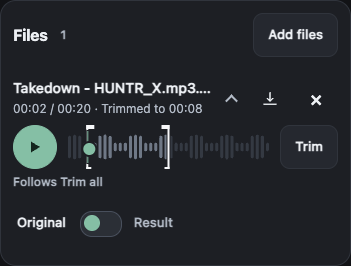 Files 1 Add files
Takedown - HUNTR_X.mp3....
00:02 / 00:20 · Trimmed to 00:08
Trim
Follows Trim all
Original Result